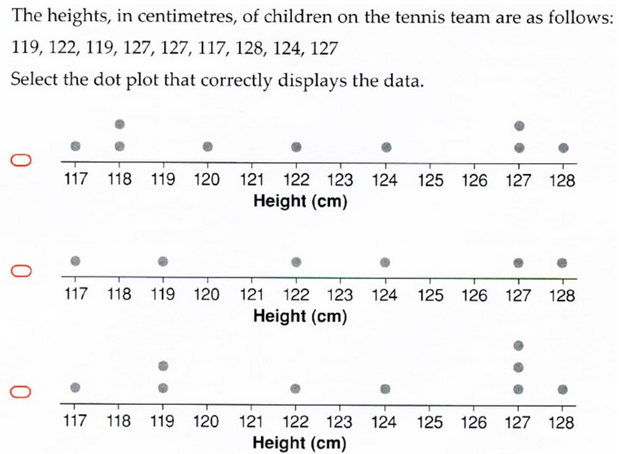 The heights, in centimetres, of children on the tennis team are as follows:
119, 122, 119, 127, 127, 117, 128, 124, 127
Select the dot plot that correctly displays the data.
117 118 119 120 121 122 123 124 125 126 127 128
Height (cm)
117 118 119 120 121 122 123 124 125 126 127 128
Height (cm)
117 118 119 120 121 122 123 124 125 126 127 128
Height (cm)